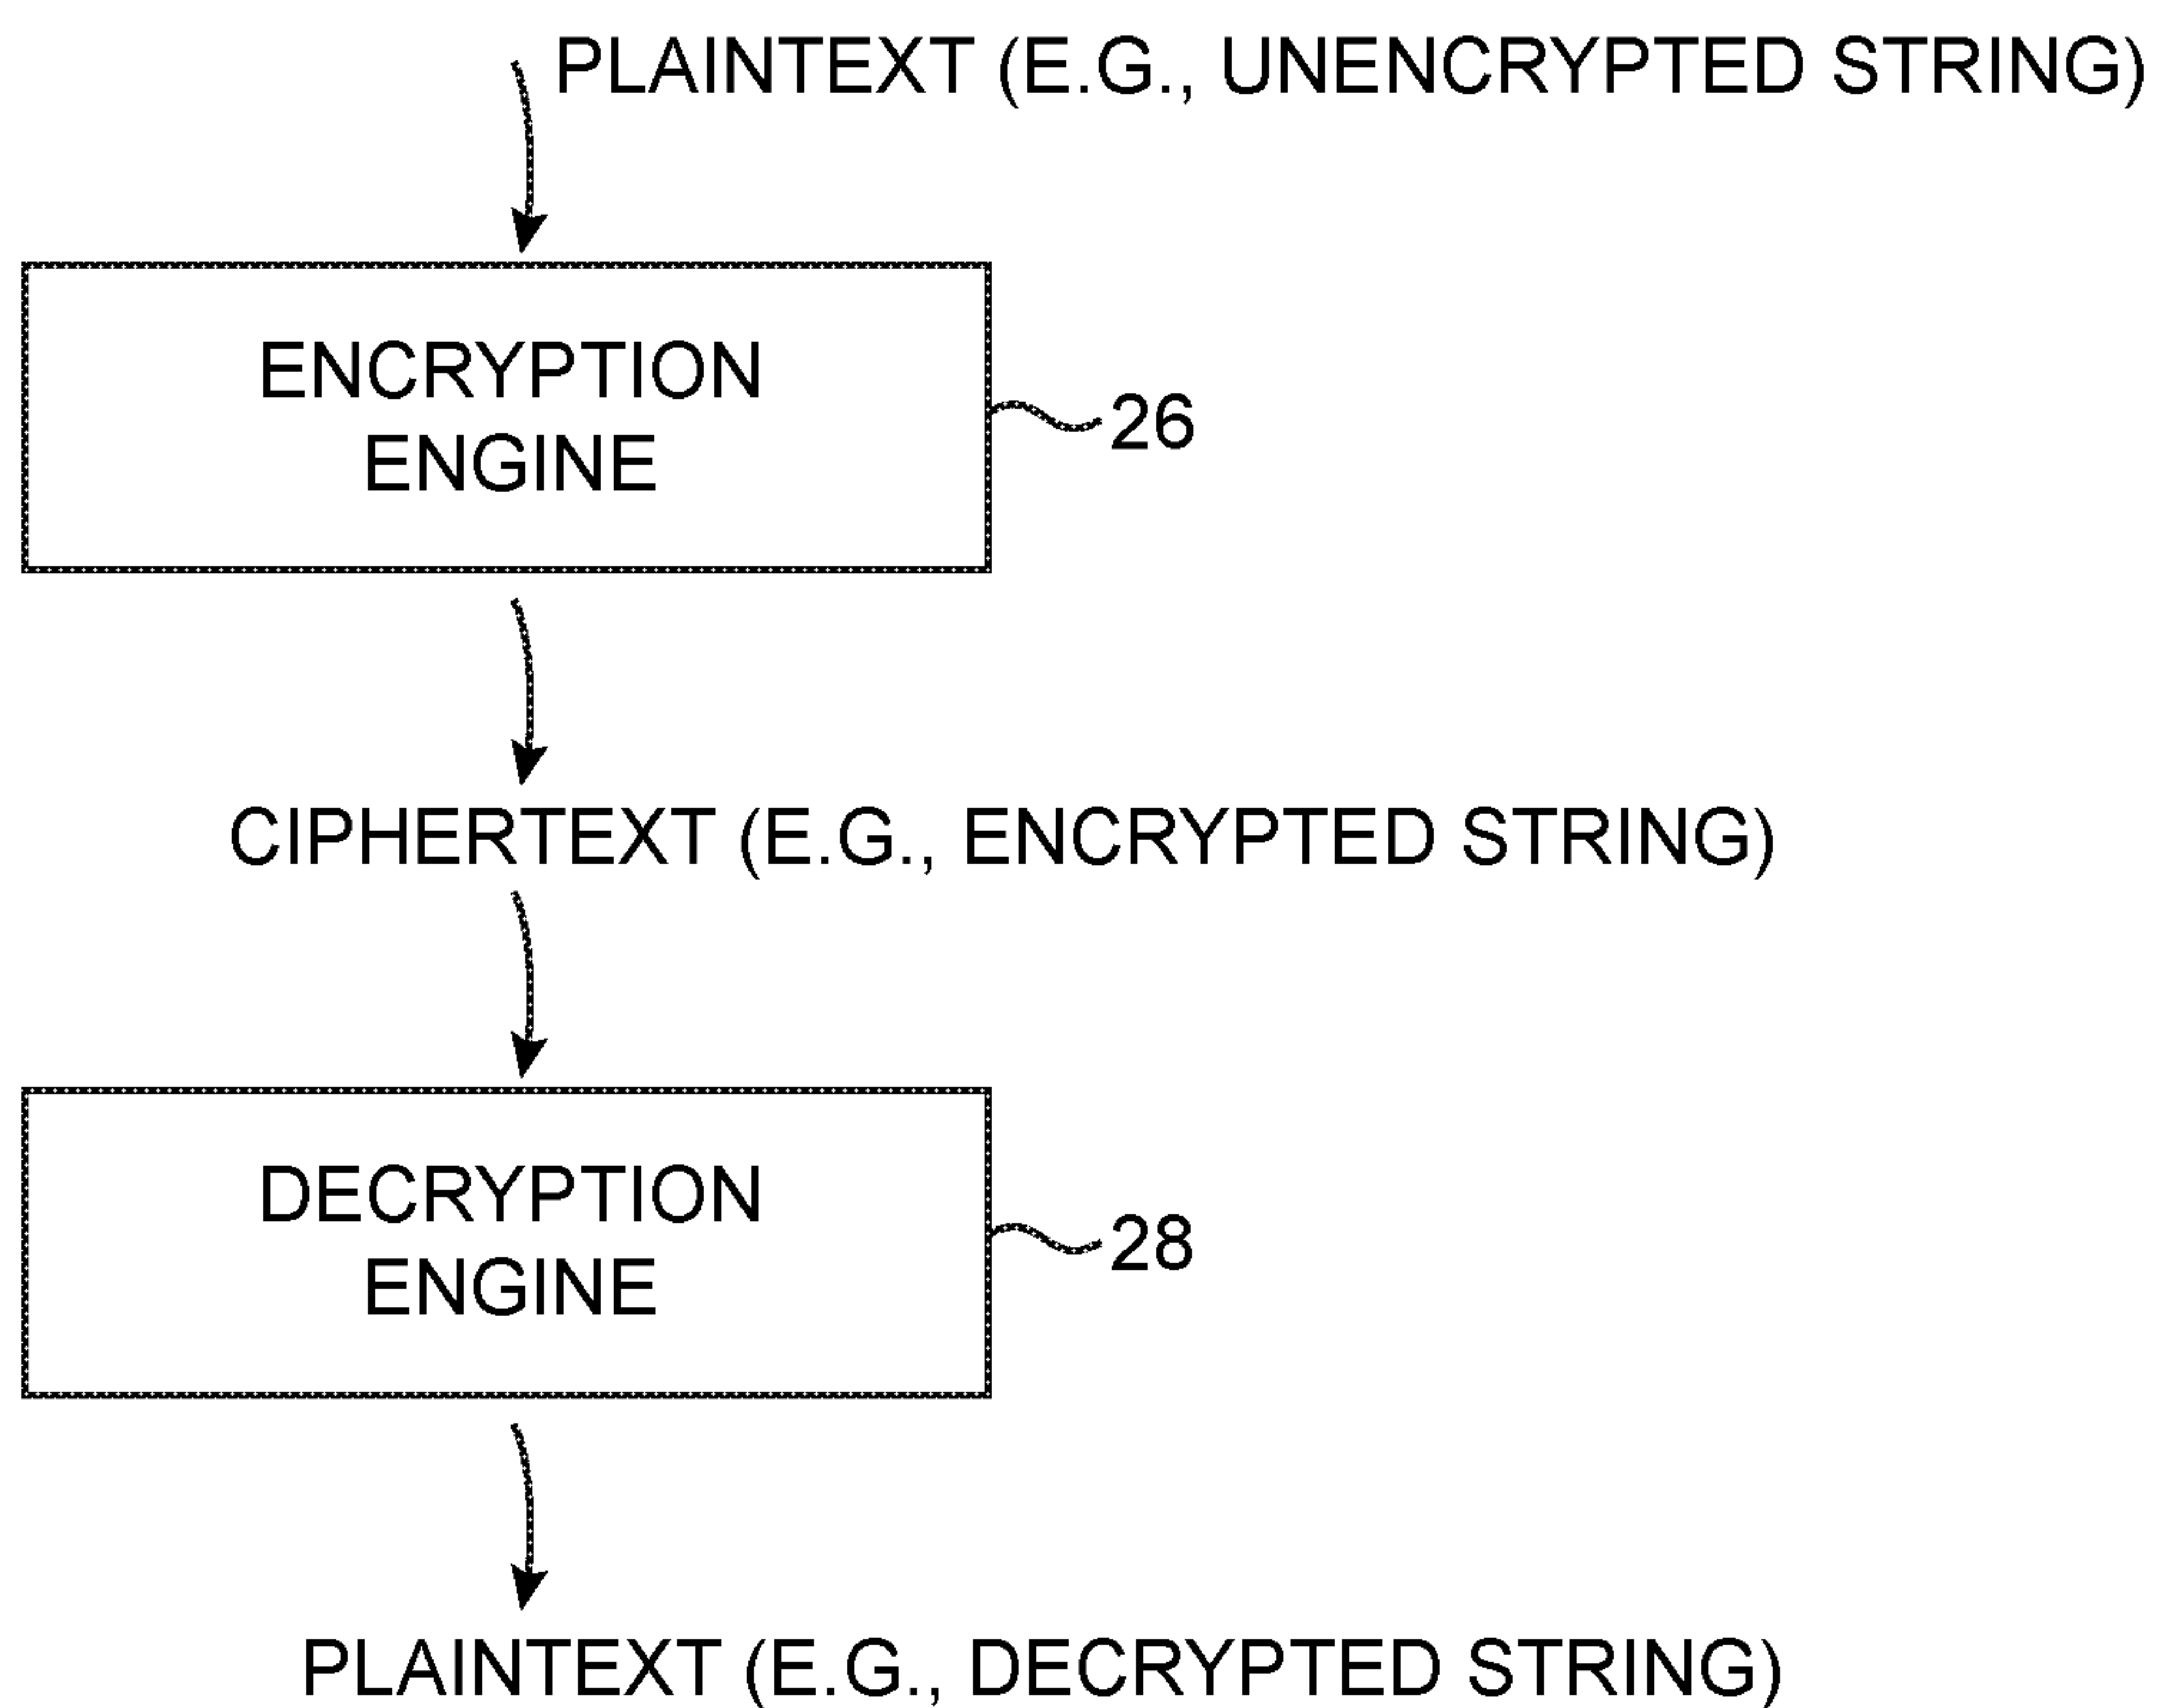 PLAINTEXT (E.G., UNENCRYPTED STRING)
ENCRYPTION
ENGINE
26
CIPHERTEXT (E.G., ENCRYPTED STRING)
DECRYPTION
ENGINE
28
PLAINTEXT (E.G., DECRYPTED STRING)